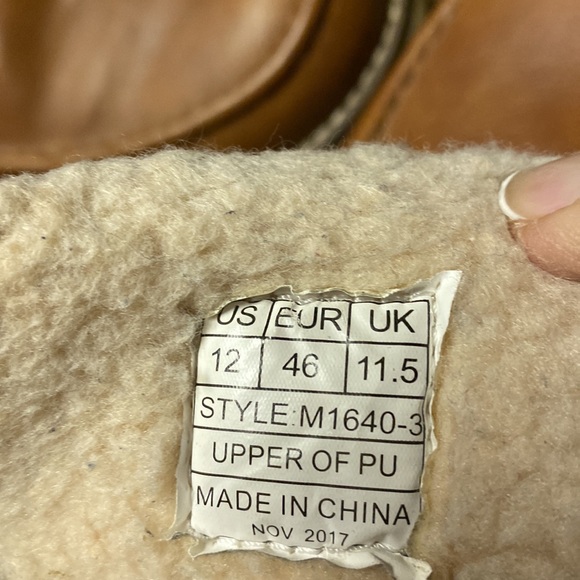 US EUR UK
12 46 11.5
STYLE:M1640-3
UPPER OF PU
MADE IN CHINA
NOV 2017